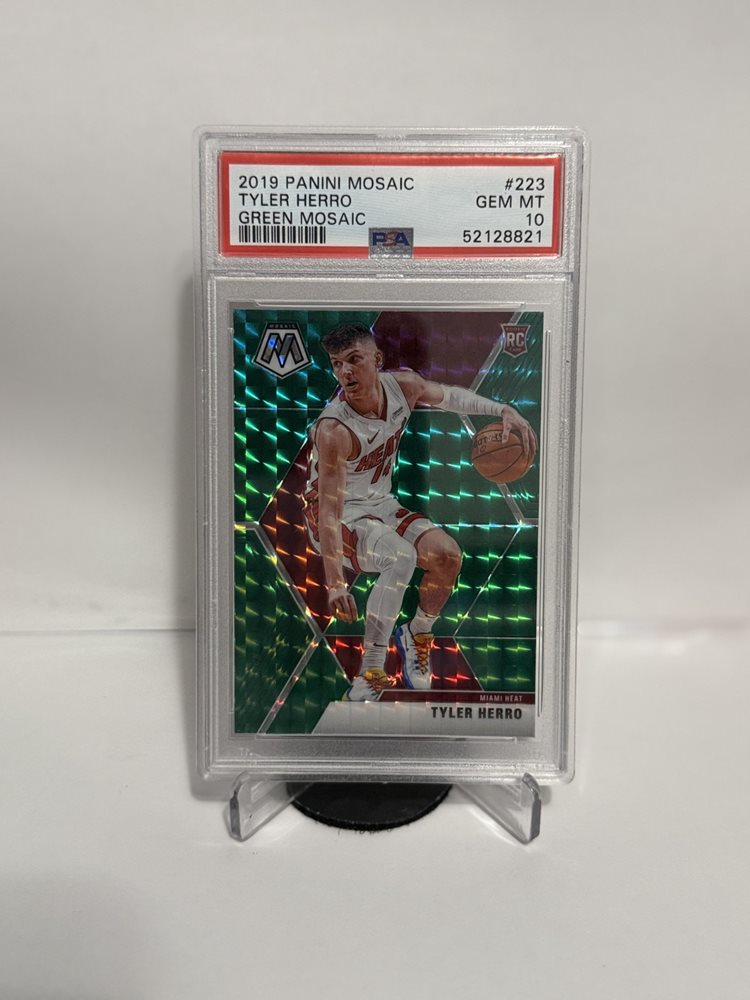 2019 PANINI MOSAIC #223
TYLER HERRO GEM MT
GREEN MOSAIC 10
PSA 52128821
MOSAIC
M
RC
HEAT
MIAMI HEAT
TYLER HERRO